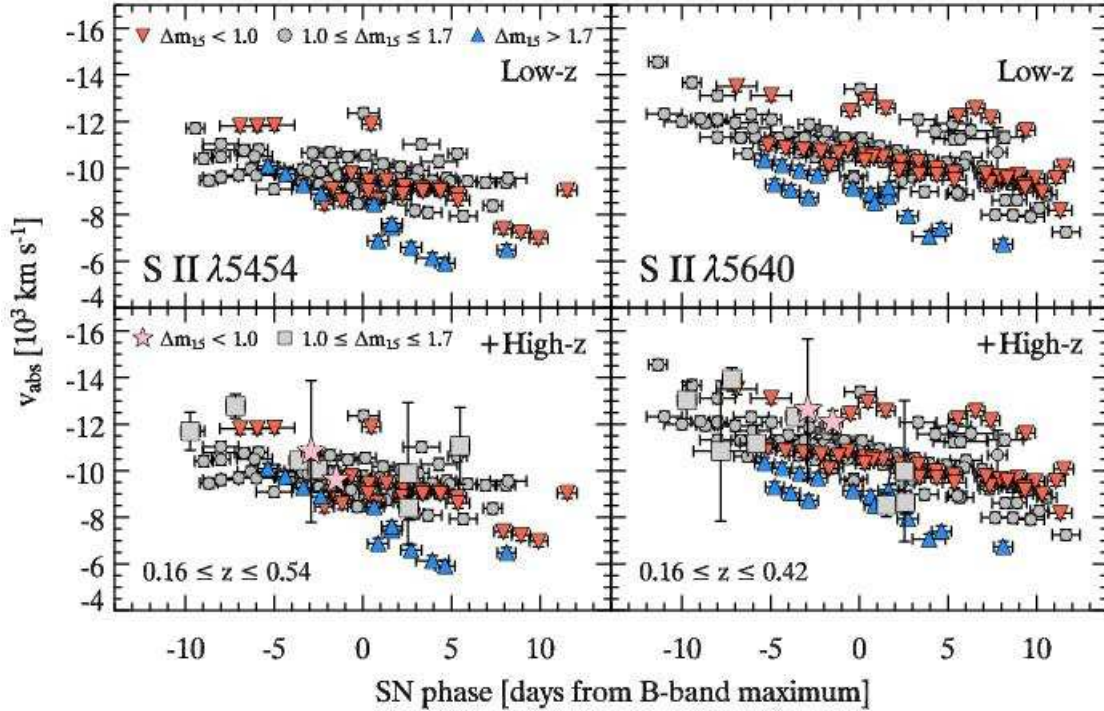 -16
-14
-12
-10
-8
-6
-4
Δm₁₅ < 1.0 1.0 ≤ Δm₁₅ ≤ 1.7 Δm₁₅ > 1.7
Low-z
S II λ5454
Low-z
S II λ5640
-16
-14
-12
-10
-8
-6
-4
Δm₁₅ < 1.0 1.0 ≤ Δm₁₅ ≤ 1.7
+High-z
0.16 ≤ z ≤ 0.54
+High-z
0.16 ≤ z ≤ 0.42
v_abs [10³ km s⁻¹]
-10 -5 0 5 10 -10 -5 0 5 10
SN phase [days from B-band maximum]